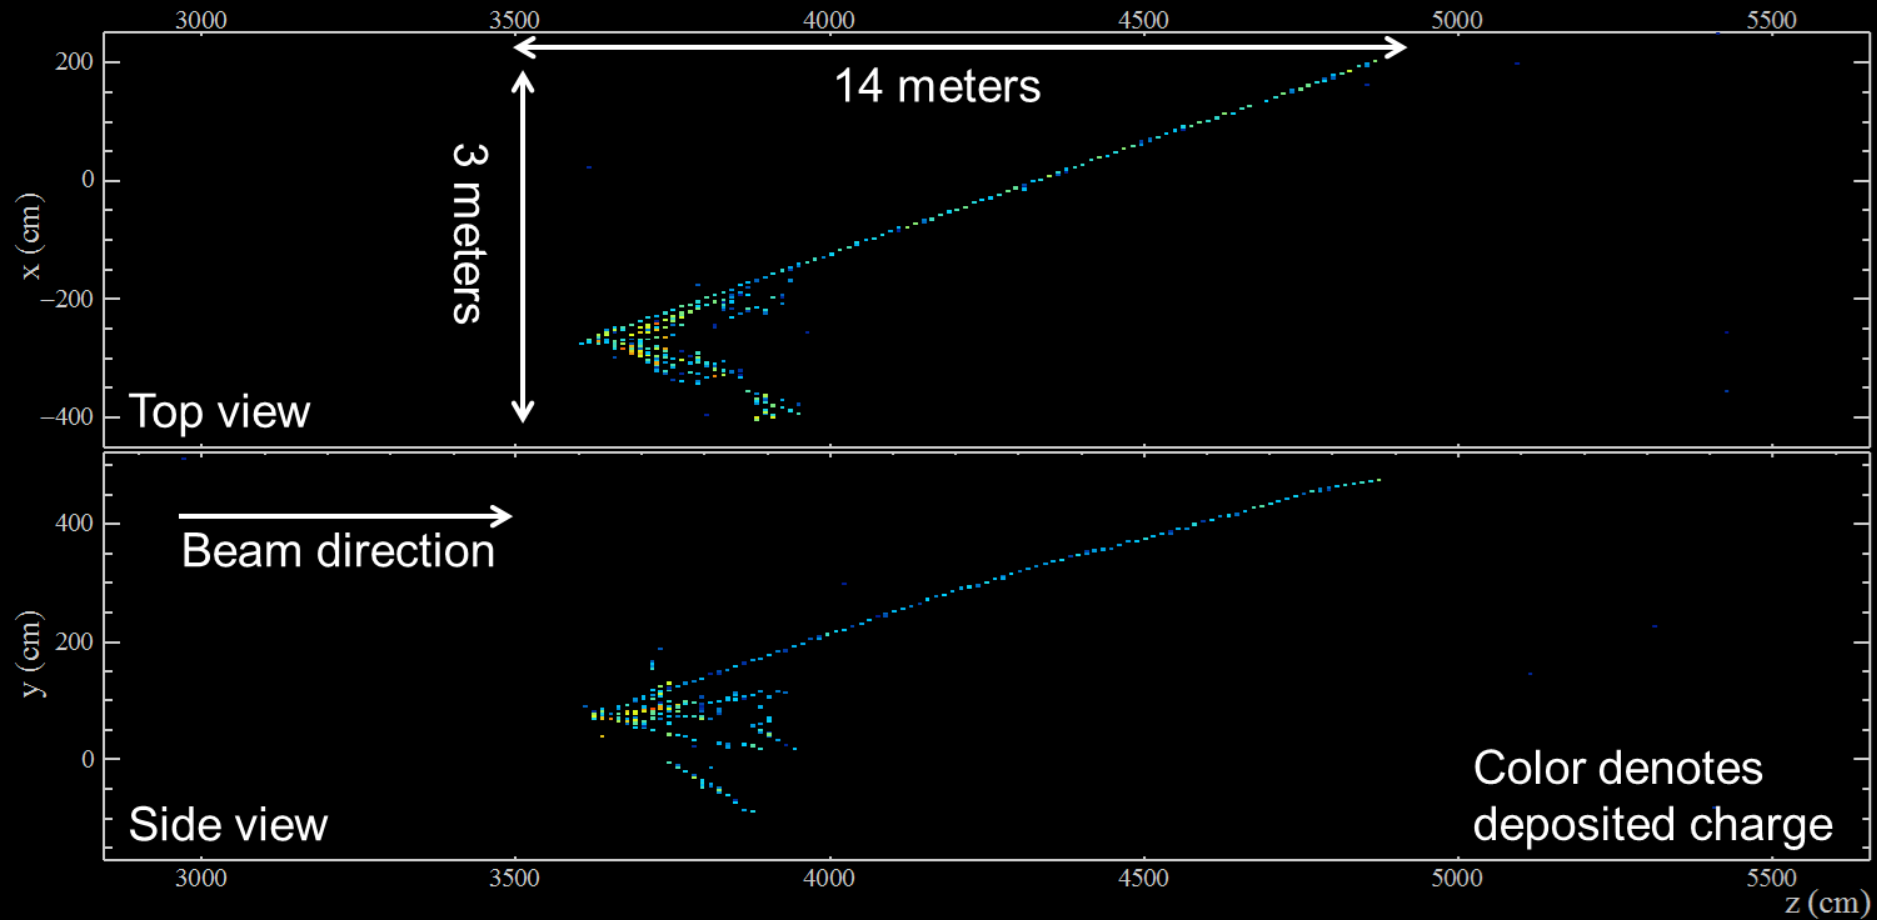 3000 3500 4000 4500 5000 5500
14 meters
3 meters
200
0
−200
−400
x (cm)
Top view
Beam direction
400
200
0
y (cm)
Side view
Color denotes
deposited charge
3000 3500 4000 4500 5000 5500
z (cm)